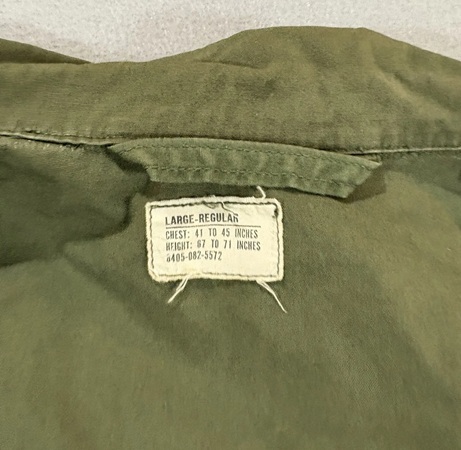 LARGE-REGULAR
CHEST: 41 TO 45 INCHES
HEIGHT: 67 TO 71 INCHES
8405-082-5572